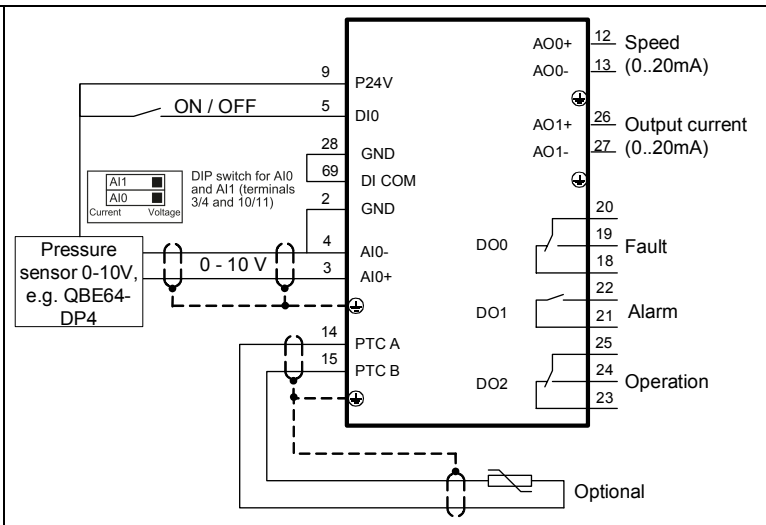 12 Speed
AO0+
13 (0..20mA)
AO0-
9
P24V
ON / OFF
5
DI0
26 Output current
AO1+
27 (0..20mA)
AO1-
28
GND
69
DI COM
AI1
AI0
Current Voltage
DIP switch for AI0
and AI1 (terminals
3/4 and 10/11)
2
GND
Pressure
sensor 0-10V,
e.g. QBE64-
DP4
0 - 10 V
4
AI0-
3
AI0+
DO0
20
19
18
Fault
DO1
22
21
Alarm
14
PTC A
15
PTC B
DO2
25
24
23
Operation
Optional